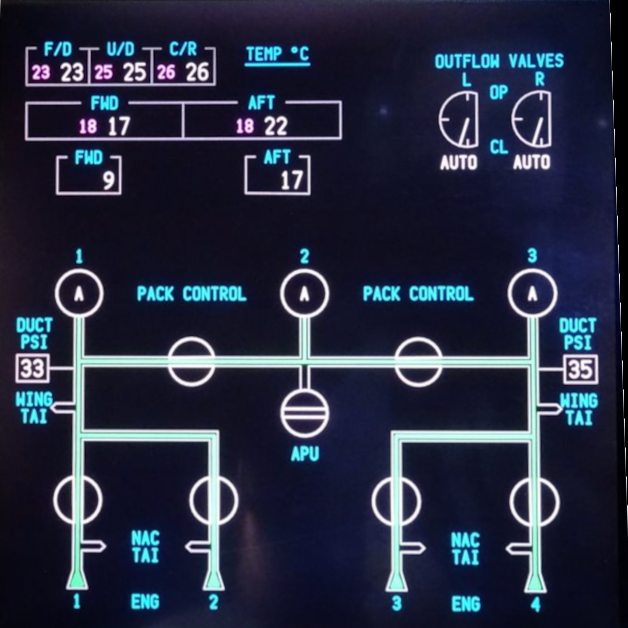 F/D U/D C/R TEMP °C
23 23 25 25 26 26
OUTFLOW VALVES
L R
OP
FWD AFT
18 17 18 22
CL
AUTO AUTO
FWD AFT
9 17
1 2 3
A PACK CONTROL A PACK CONTROL A
DUCT PSI DUCT PSI
33 35
WING TAI WING TAI
APU
NAC TAI NAC TAI
1 ENG 2 3 ENG 4